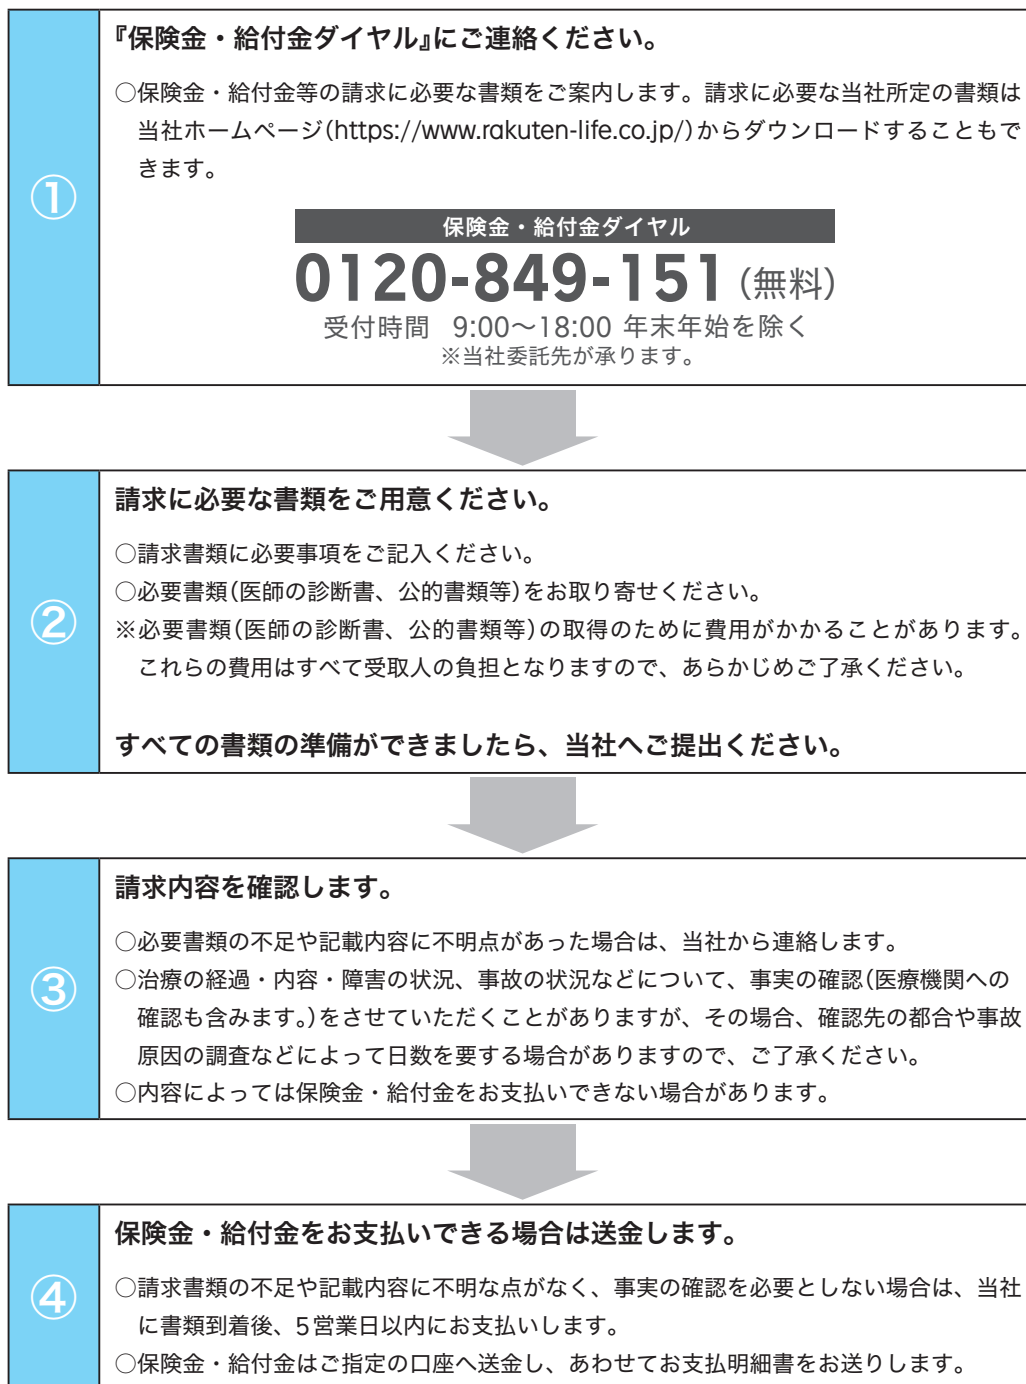 ①
『保険金・給付金ダイヤル』にご連絡ください。
○保険金・給付金等の請求に必要な書類をご案内します。請求に必要な当社所定の書類は
当社ホームページ(https://www.rakuten-life.co.jp/)からダウンロードすることもで
きます。
保険金・給付金ダイヤル
0120-849-151(無料)
受付時間 9:00〜18:00 年末年始を除く
※当社委託先が承ります。
②
請求に必要な書類をご用意ください。
○請求書類に必要事項をご記入ください。
○必要書類(医師の診断書、公的書類等)をお取り寄せください。
※必要書類(医師の診断書、公的書類等)の取得のために費用がかかることがあります。
これらの費用はすべて受取人の負担となりますので、あらかじめご了承ください。
すべての書類の準備ができましたら、当社へご提出ください。
③
請求内容を確認します。
○必要書類の不足や記載内容に不明点があった場合は、当社から連絡します。
○治療の経過・内容・障害の状況、事故の状況などについて、事実の確認(医療機関への
確認も含みます。)をさせていただくことがありますが、その場合、確認先の都合や事故
原因の調査などによって日数を要する場合がありますので、ご了承ください。
○内容によっては保険金・給付金をお支払いできない場合があります。
④
保険金・給付金をお支払いできる場合は送金します。
○請求書類の不足や記載内容に不明な点がなく、事実の確認を必要としない場合は、当社
に書類到着後、5営業日以内にお支払いします。
○保険金・給付金はご指定の口座へ送金し、あわせてお支払明細書をお送りします。